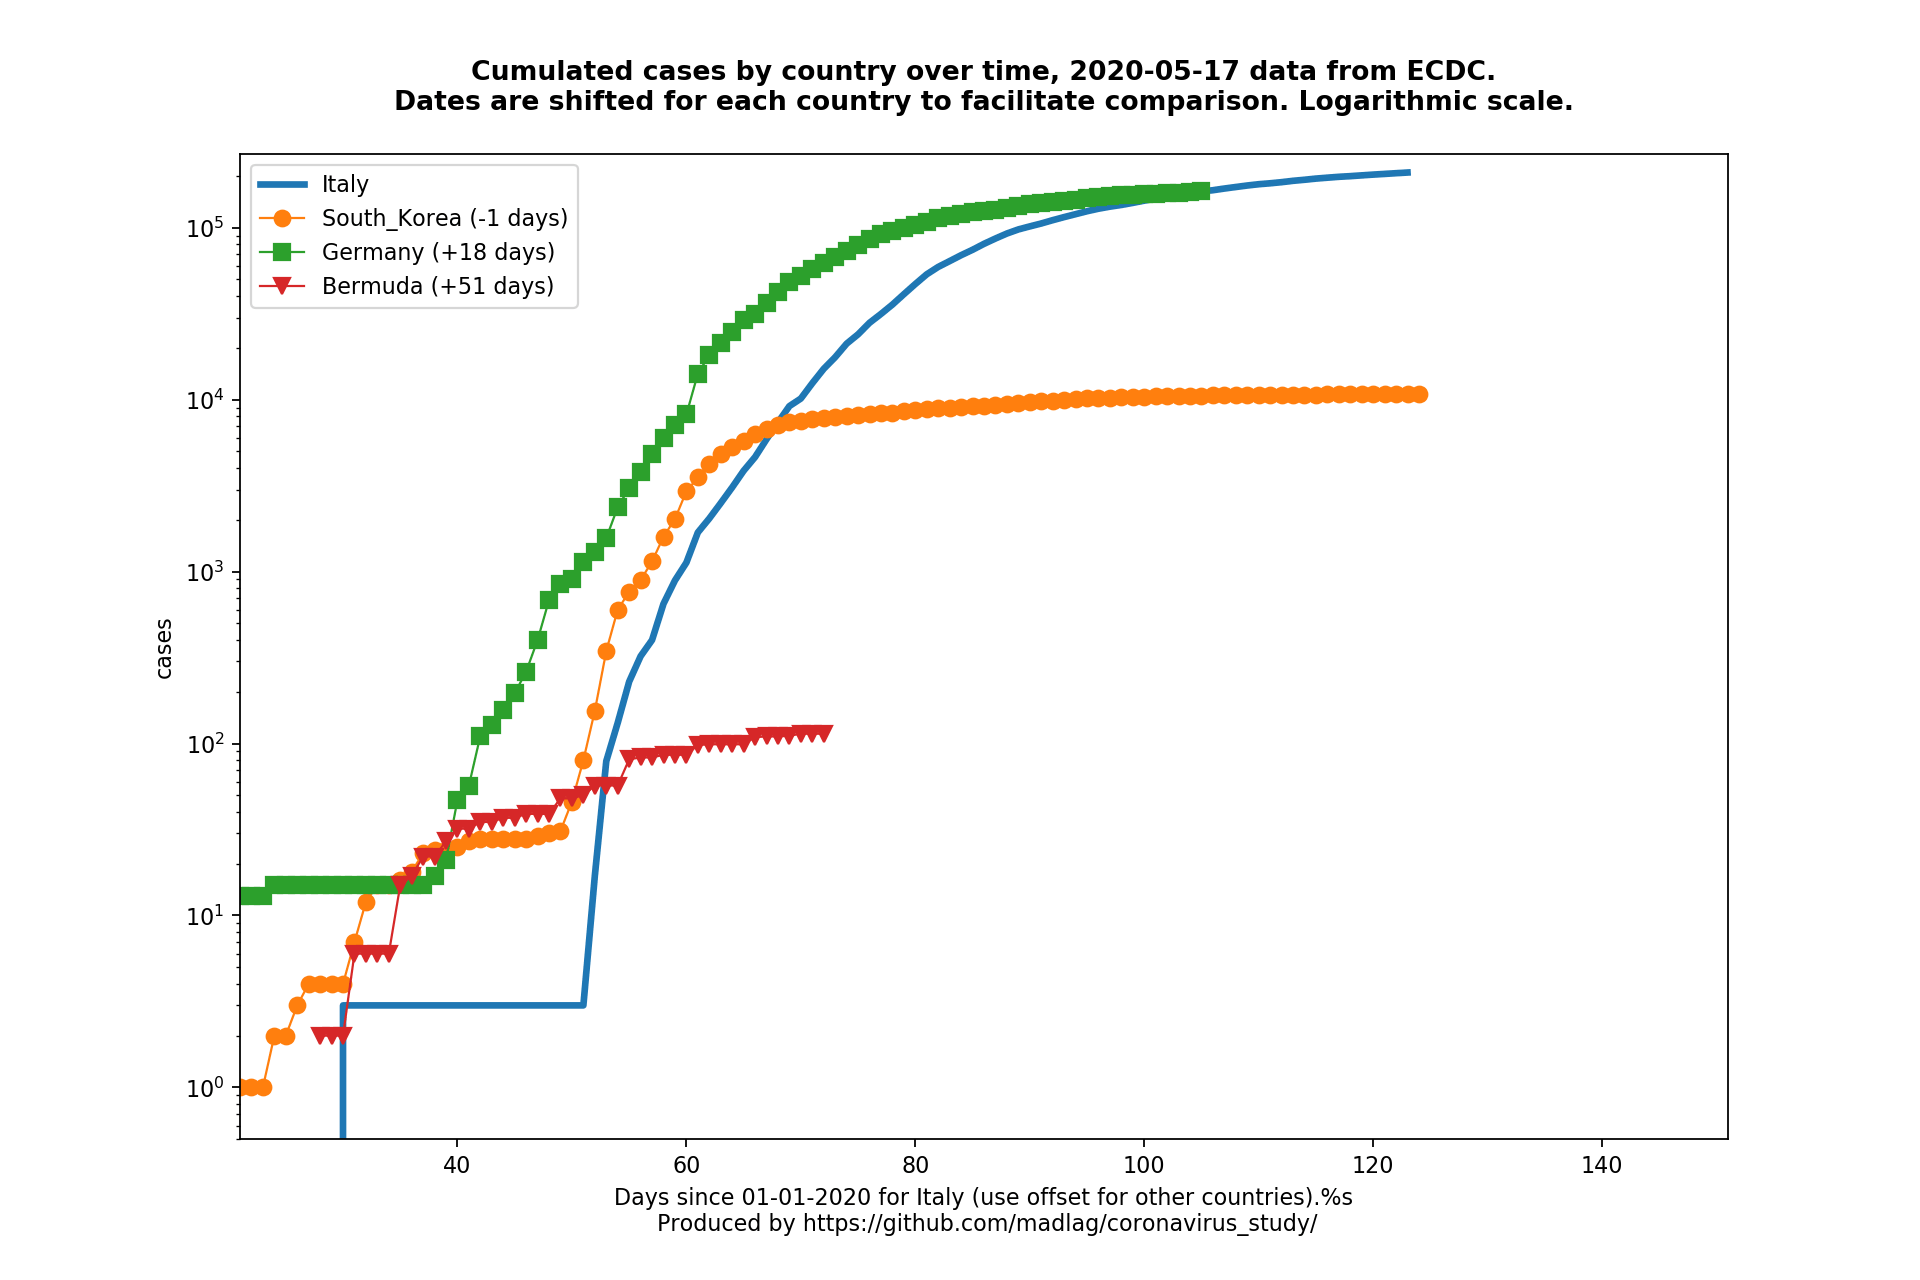 Cumulated cases by country over time, 2020-05-17 data from ECDC.
Dates are shifted for each country to facilitate comparison. Logarithmic scale.
Italy
South_Korea (-1 days)
Germany (+18 days)
Bermuda (+51 days)
10^5
10^4
10^3
10^2
10^1
10^0
cases
40 60 80 100 120 140
Days since 01-01-2020 for Italy (use offset for other countries).%s
Produced by https://github.com/madlag/coronavirus_study/